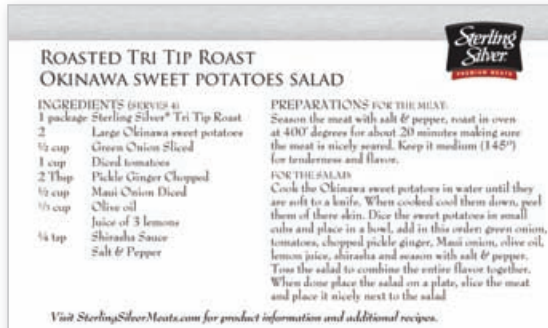 Sterling
Silver
PREMIUM MEATS
ROASTED TRI TIP ROAST
OKINAWA SWEET POTATOES SALAD
INGREDIENTS (SERVES 4)
1 package Sterling Silver® Tri Tip Roast
2 Large Okinawa sweet potatoes
½ cup Green Onion Sliced
1 cup Diced tomatoes
2 Tbsp Pickle Ginger Chopped
½ cup Maui Onion Diced
⅓ cup Olive oil
Juice of 3 lemons
¼ tsp Shirasha Sauce
Salt & Pepper
PREPARATIONS FOR THE MEAT:
Season the meat with salt & pepper, roast in oven
at 400° degrees for about 20 minutes making sure
the meat is nicely seared. Keep it medium (145°)
for tenderness and flavor.
FOR THE SALAD:
Cook the Okinawa sweet potatoes in water until they
are soft to a knife. When cooked cool them down, peel
them of there skin. Dice the sweet potatoes in small
cubs and place in a bowl, add in this order: green onion,
tomatoes, chopped pickle ginger, Maui onion, olive oil,
lemon juice, shirasha and season with salt & pepper.
Toss the salad to combine the entire flavor together.
When done place the salad on a plate, slice the meat
and place it nicely next to the salad
Visit SterlingSilverMeats.com for product information and additional recipes.